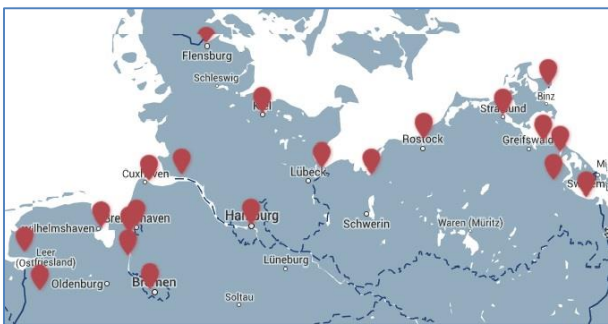 Flensburg
Schleswig
Kiel
Binz
Stralsund
Rostock
Greifswald
Cuxhaven
Lübeck
Wilhelmshaven
Bremerhaven
Hamburg
Schwerin
Waren (Müritz)
Leer
(Ostfriesland)
Oldenburg
Bremen
Lüneburg
Soltau